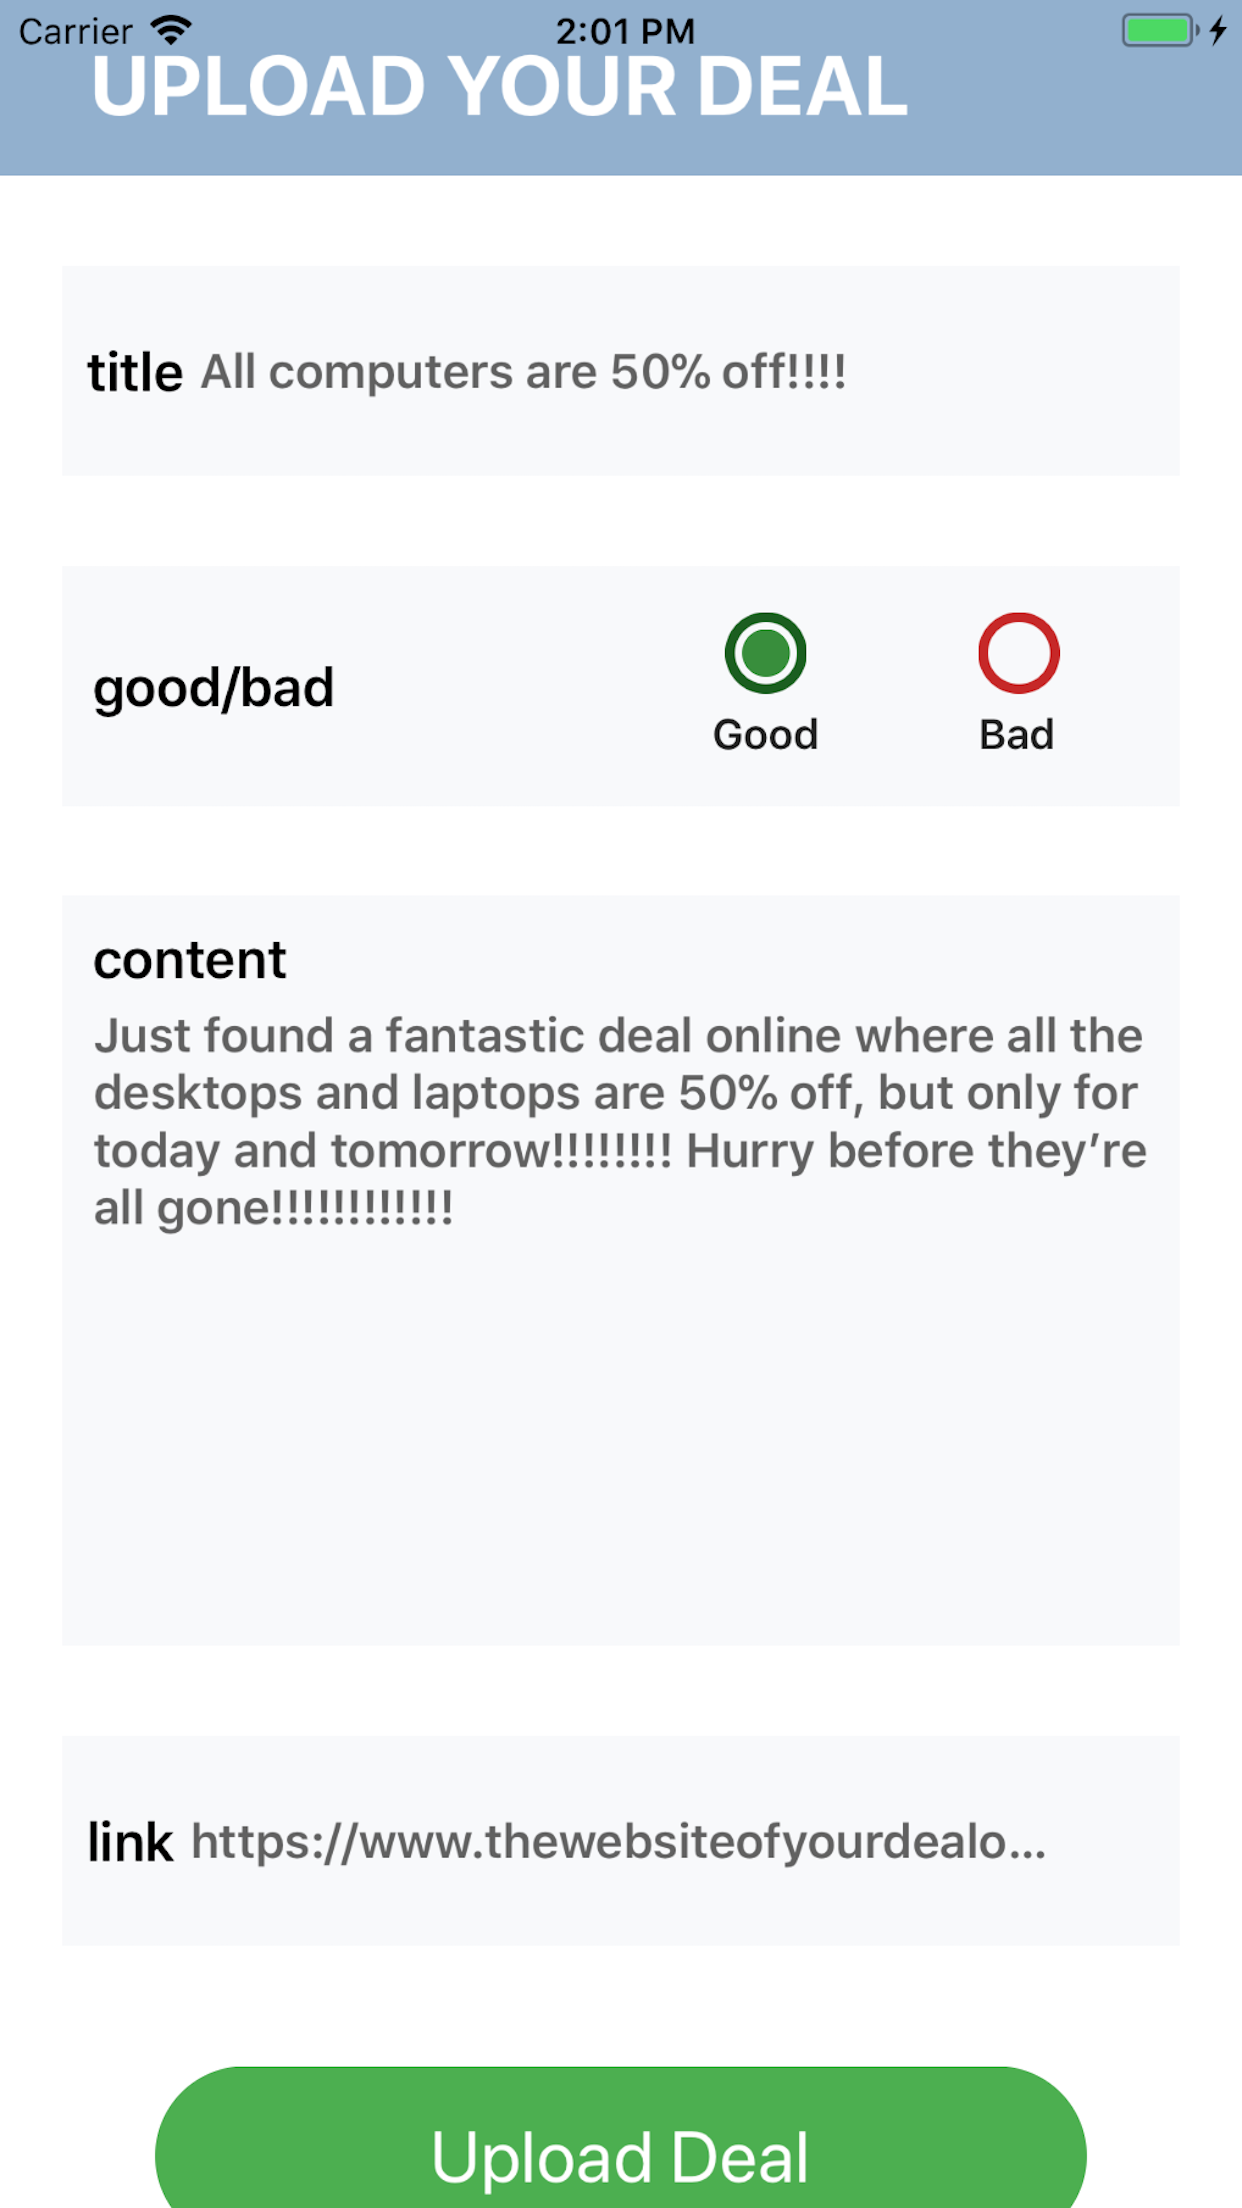 Carrier 2:01 PM
UPLOAD YOUR DEAL
title All computers are 50% off!!!!
good/bad
Good Bad
content
Just found a fantastic deal online where all the
desktops and laptops are 50% off, but only for
today and tomorrow!!!!!!!! Hurry before they’re
all gone!!!!!!!!!!!!
link https://www.thewebsiteofyourdealo...
Upload Deal